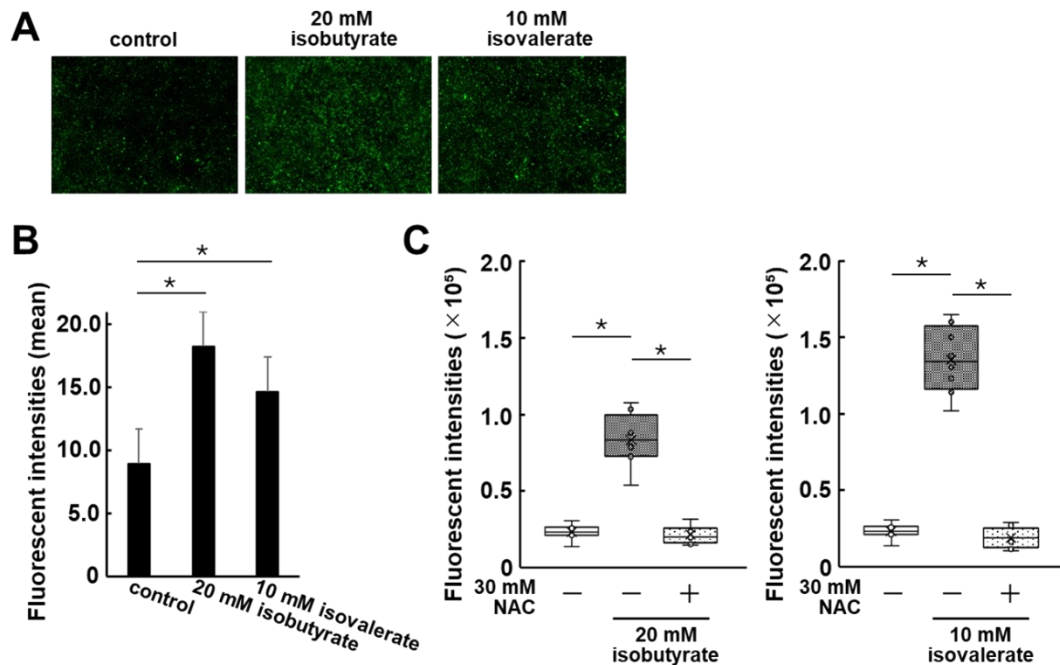 A
control
20 mM
isobutyrate
10 mM
isovalerate
B
Fluorescent intensities (mean)
*
*
20.0
15.0
10.0
5.0
0
control
20 mM isobutyrate
10 mM isovalerate
C
Fluorescent intensities (×10⁵)
2.0
1.5
1.0
0.5
0
*
*
30 mM
NAC
− − +
20 mM
isobutyrate
Fluorescent intensities (×10⁵)
2.0
1.5
1.0
0.5
0
*
*
30 mM
NAC
− − +
10 mM
isovalerate